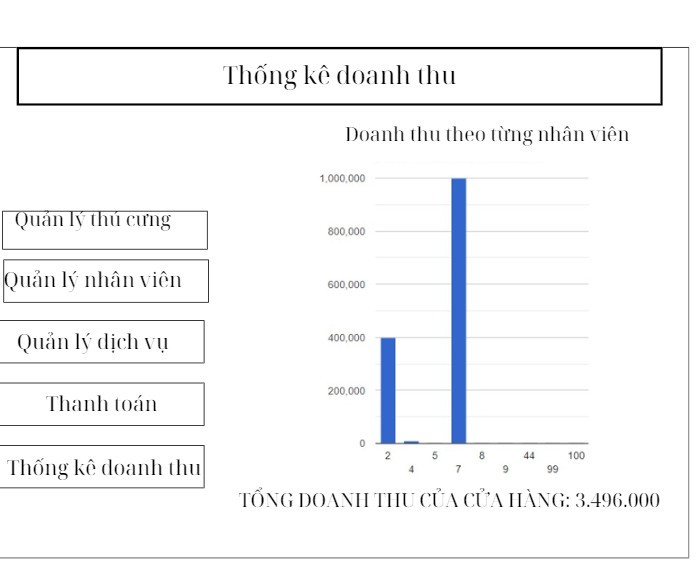 Thống kê doanh thu
Doanh thu theo từng nhân viên
Quản lý thú cưng
Quản lý nhân viên
Quản lý dịch vụ
Thanh toán
Thống kê doanh thu
1,000,000
800,000
600,000
400,000
200,000
0
2 5 8 44 100
4 7 9 99
TỔNG DOANH THU CỦA CỬA HÀNG: 3.496.000